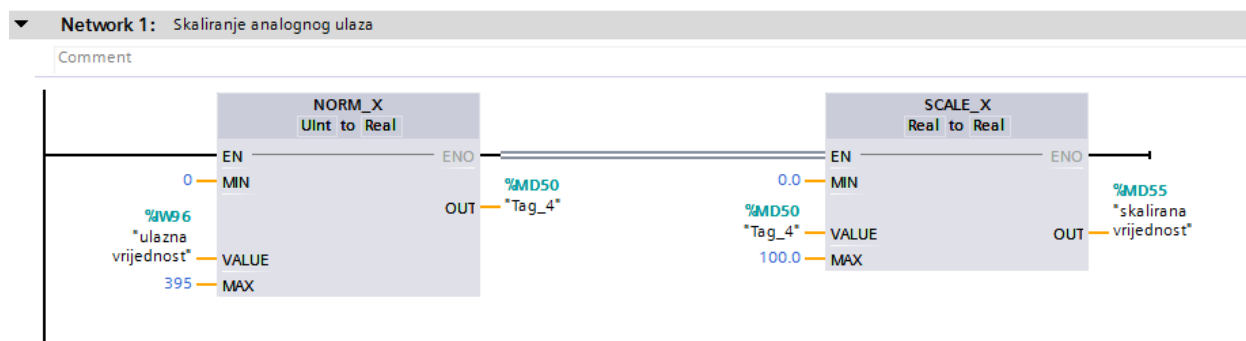 Network 1: Skaliranje analognog ulaza
Comment
NORM_X
UInt to Real
EN
ENO
0
MIN
%MD50
"Tag_4"
OUT
%IW96
"ulazna
vrijednost"
VALUE
395
MAX
SCALE_X
Real to Real
EN
ENO
0.0
MIN
%MD50
"Tag_4"
VALUE
100.0
MAX
%MD55
"skalirana
vrijednost"
OUT